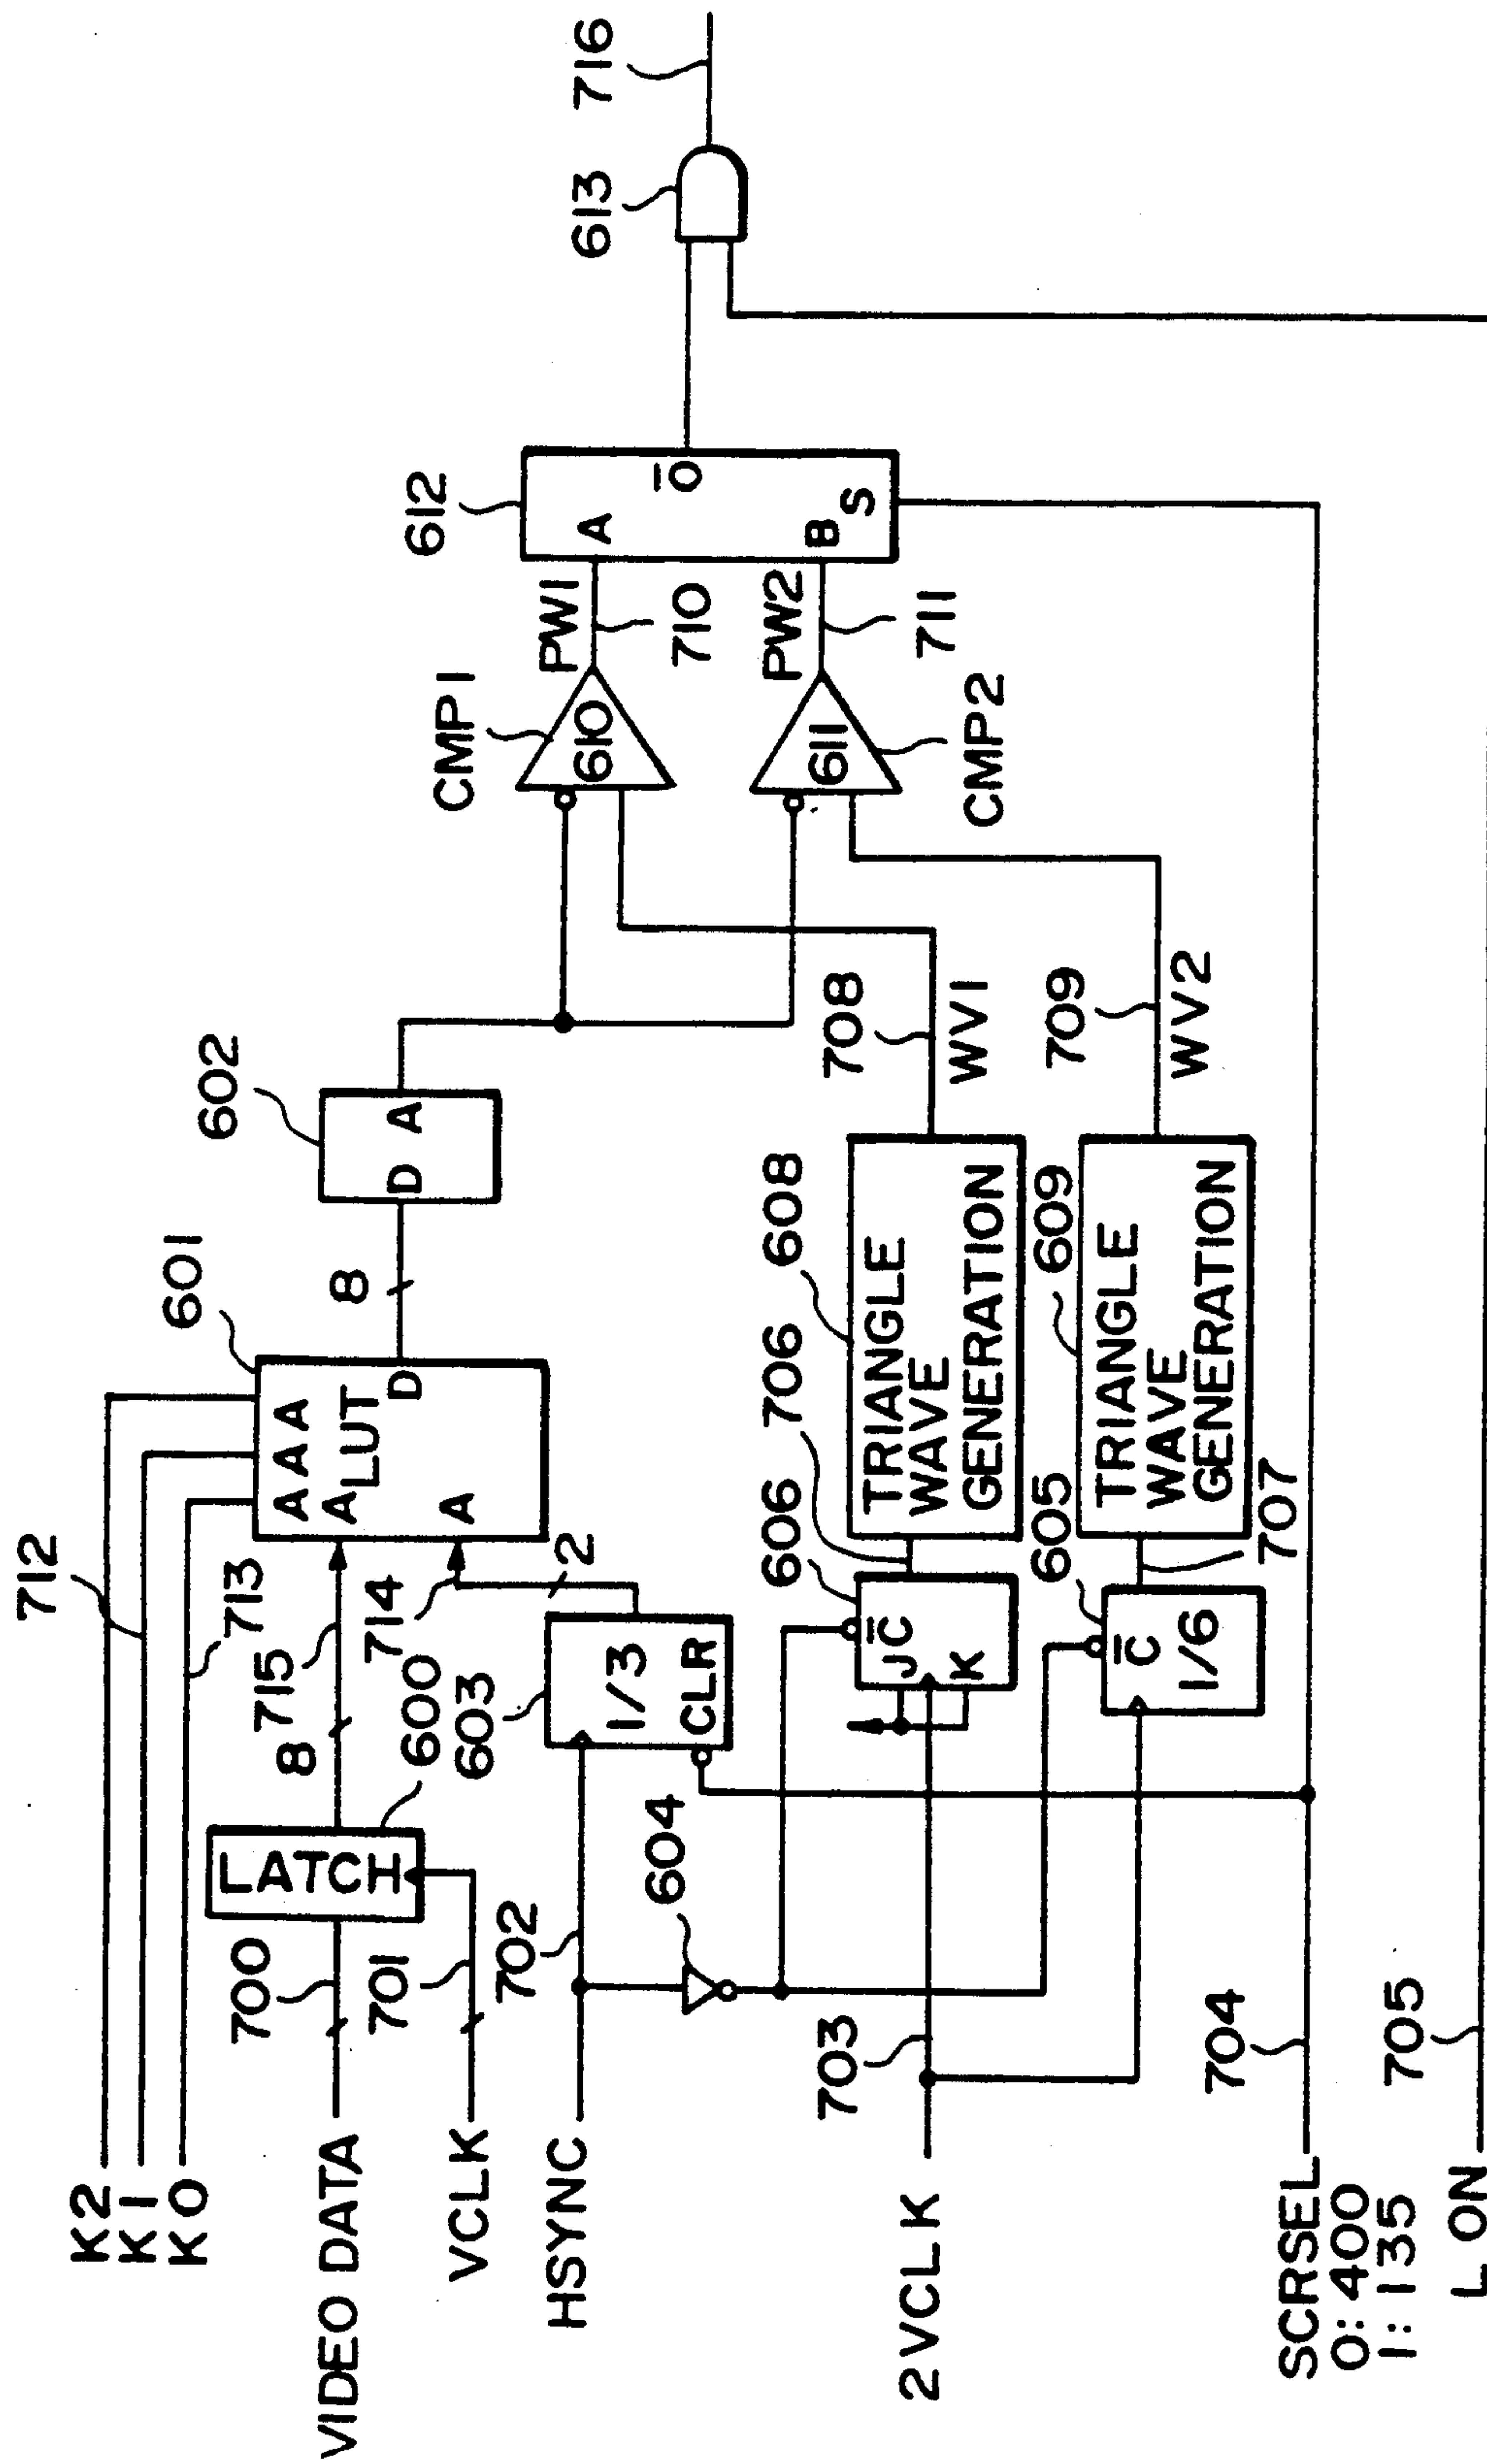 K2
K1
K0
712
713
VIDEO DATA
700
LATCH
600
8
715
VCLK
701
A A A
A LUT
A
D
601
8
602
D A
714
2
HSYNC
702
603
1/3
CLR
604
CMP1
610
PW1
710
CMP2
611
PW2
711
612
A
O̅
B
S
613
716
2VCLK
703
606
J C̅
K
706
608
TRIANGLE
WAVE
GENERATION
708
WV1
605
C̅
1/6
707
609
TRIANGLE
WAVE
GENERATION
709
WV2
SCRSEL
0:400
1:135
704
L ON
705